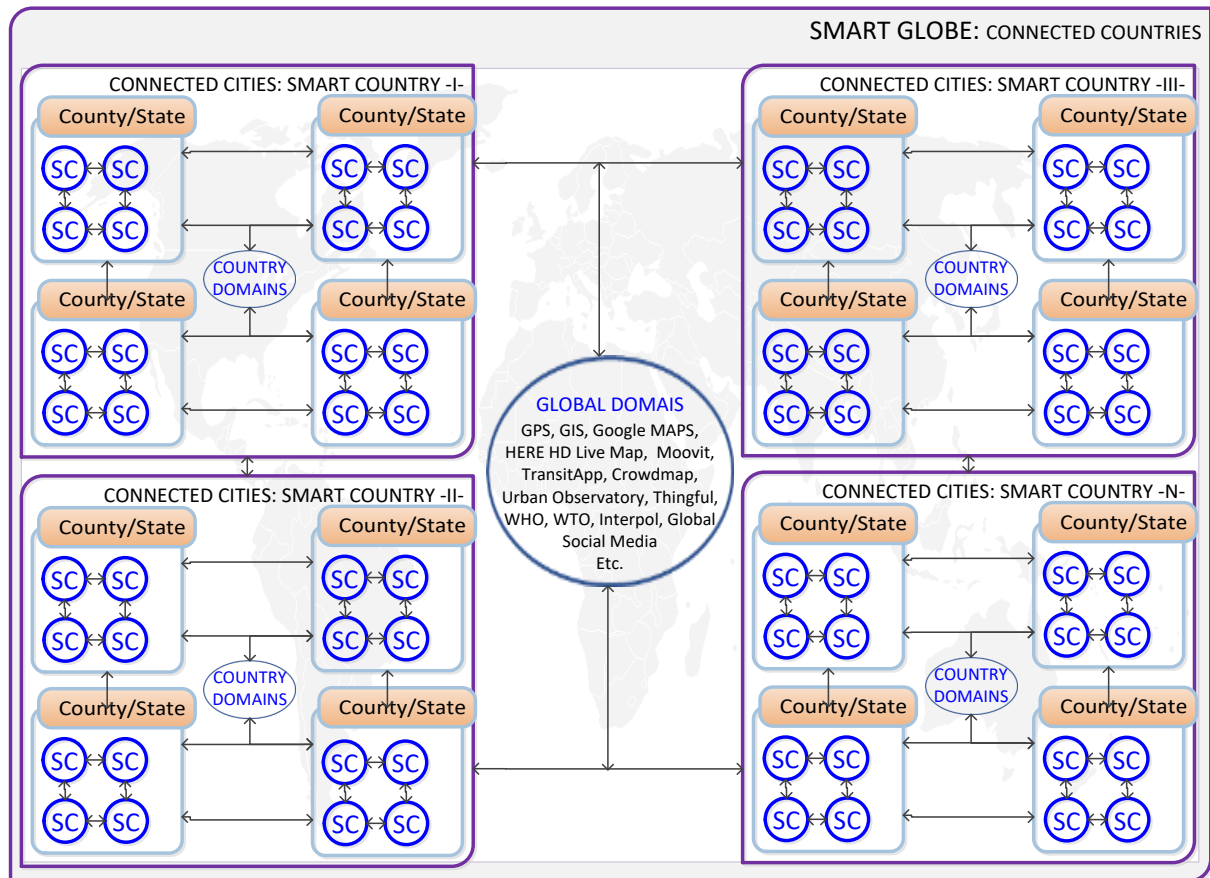 SMART GLOBE: CONNECTED COUNTRIES
CONNECTED CITIES: SMART COUNTRY -I-
County/State
County/State
SC SC
SC SC
SC SC
SC SC
COUNTRY
DOMAINS
County/State
County/State
SC SC
SC SC
SC SC
SC SC
CONNECTED CITIES: SMART COUNTRY -III-
County/State
County/State
SC SC
SC SC
SC SC
SC SC
COUNTRY
DOMAINS
County/State
County/State
SC SC
SC SC
SC SC
SC SC
GLOBAL DOMAIS
GPS, GIS, Google MAPS,
HERE HD Live Map, Moovit,
TransitApp, Crowdmap,
Urban Observatory, Thingful,
WHO, WTO, Interpol, Global
Social Media
Etc.
CONNECTED CITIES: SMART COUNTRY -II-
County/State
County/State
SC SC
SC SC
SC SC
SC SC
COUNTRY
DOMAINS
County/State
County/State
SC SC
SC SC
SC SC
SC SC
CONNECTED CITIES: SMART COUNTRY -N-
County/State
County/State
SC SC
SC SC
SC SC
SC SC
COUNTRY
DOMAINS
County/State
County/State
SC SC
SC SC
SC SC
SC SC